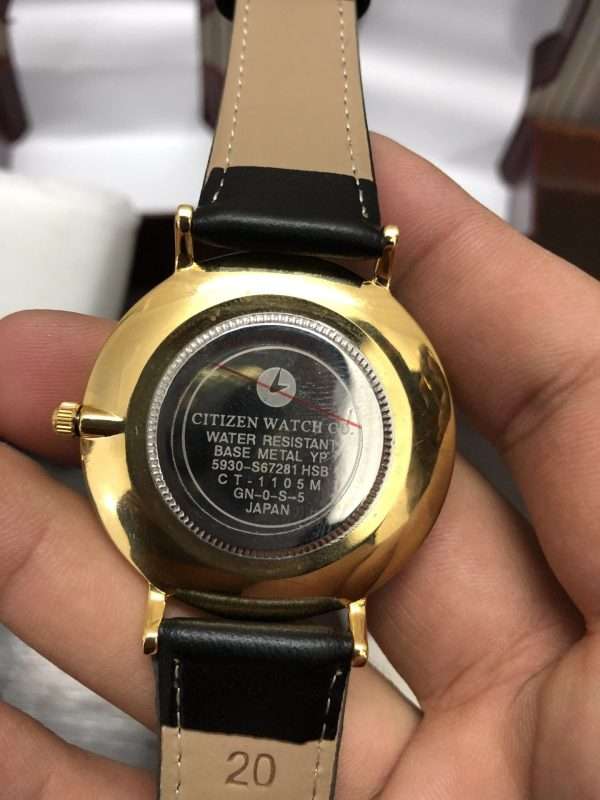 CITIZEN WATCH CO.
WATER RESISTANT
BASE METAL YP
5930-S67281 HSB
CT-1105M
GN-0-S-5
JAPAN
20